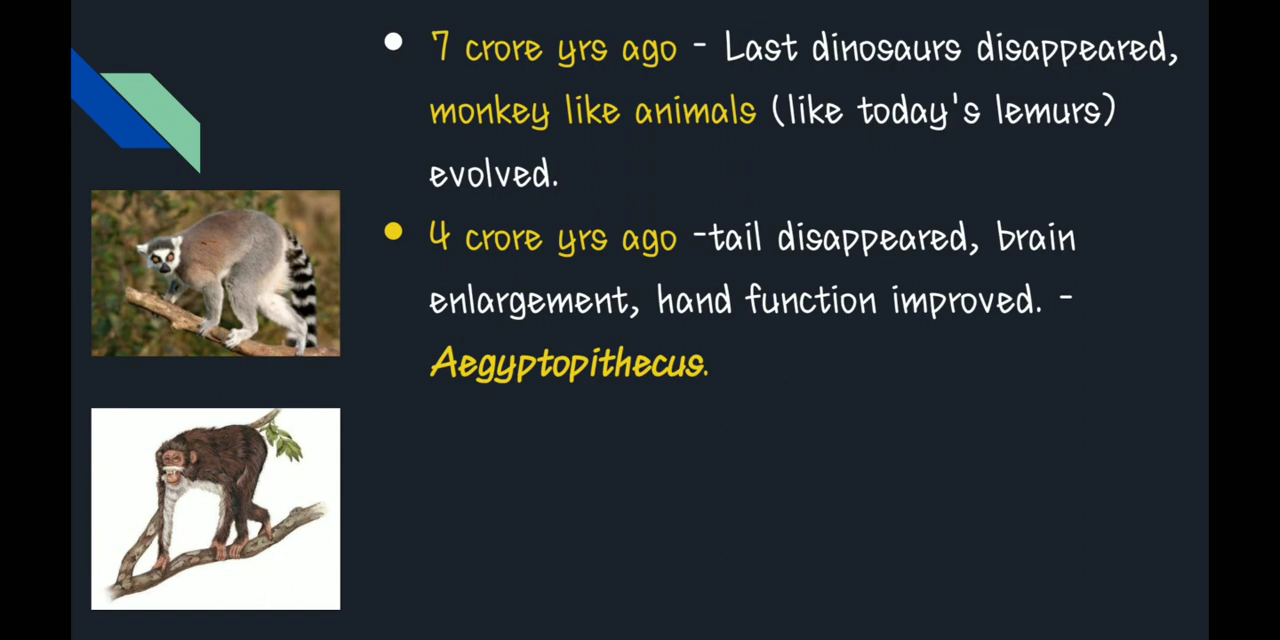 7 crore yrs ago - Last dinosaurs disappeared,
monkey like animals (like today's lemurs)
evolved.
4 crore yrs ago -tail disappeared, brain
enlargement, hand function improved. -
Aegyptopithecus.